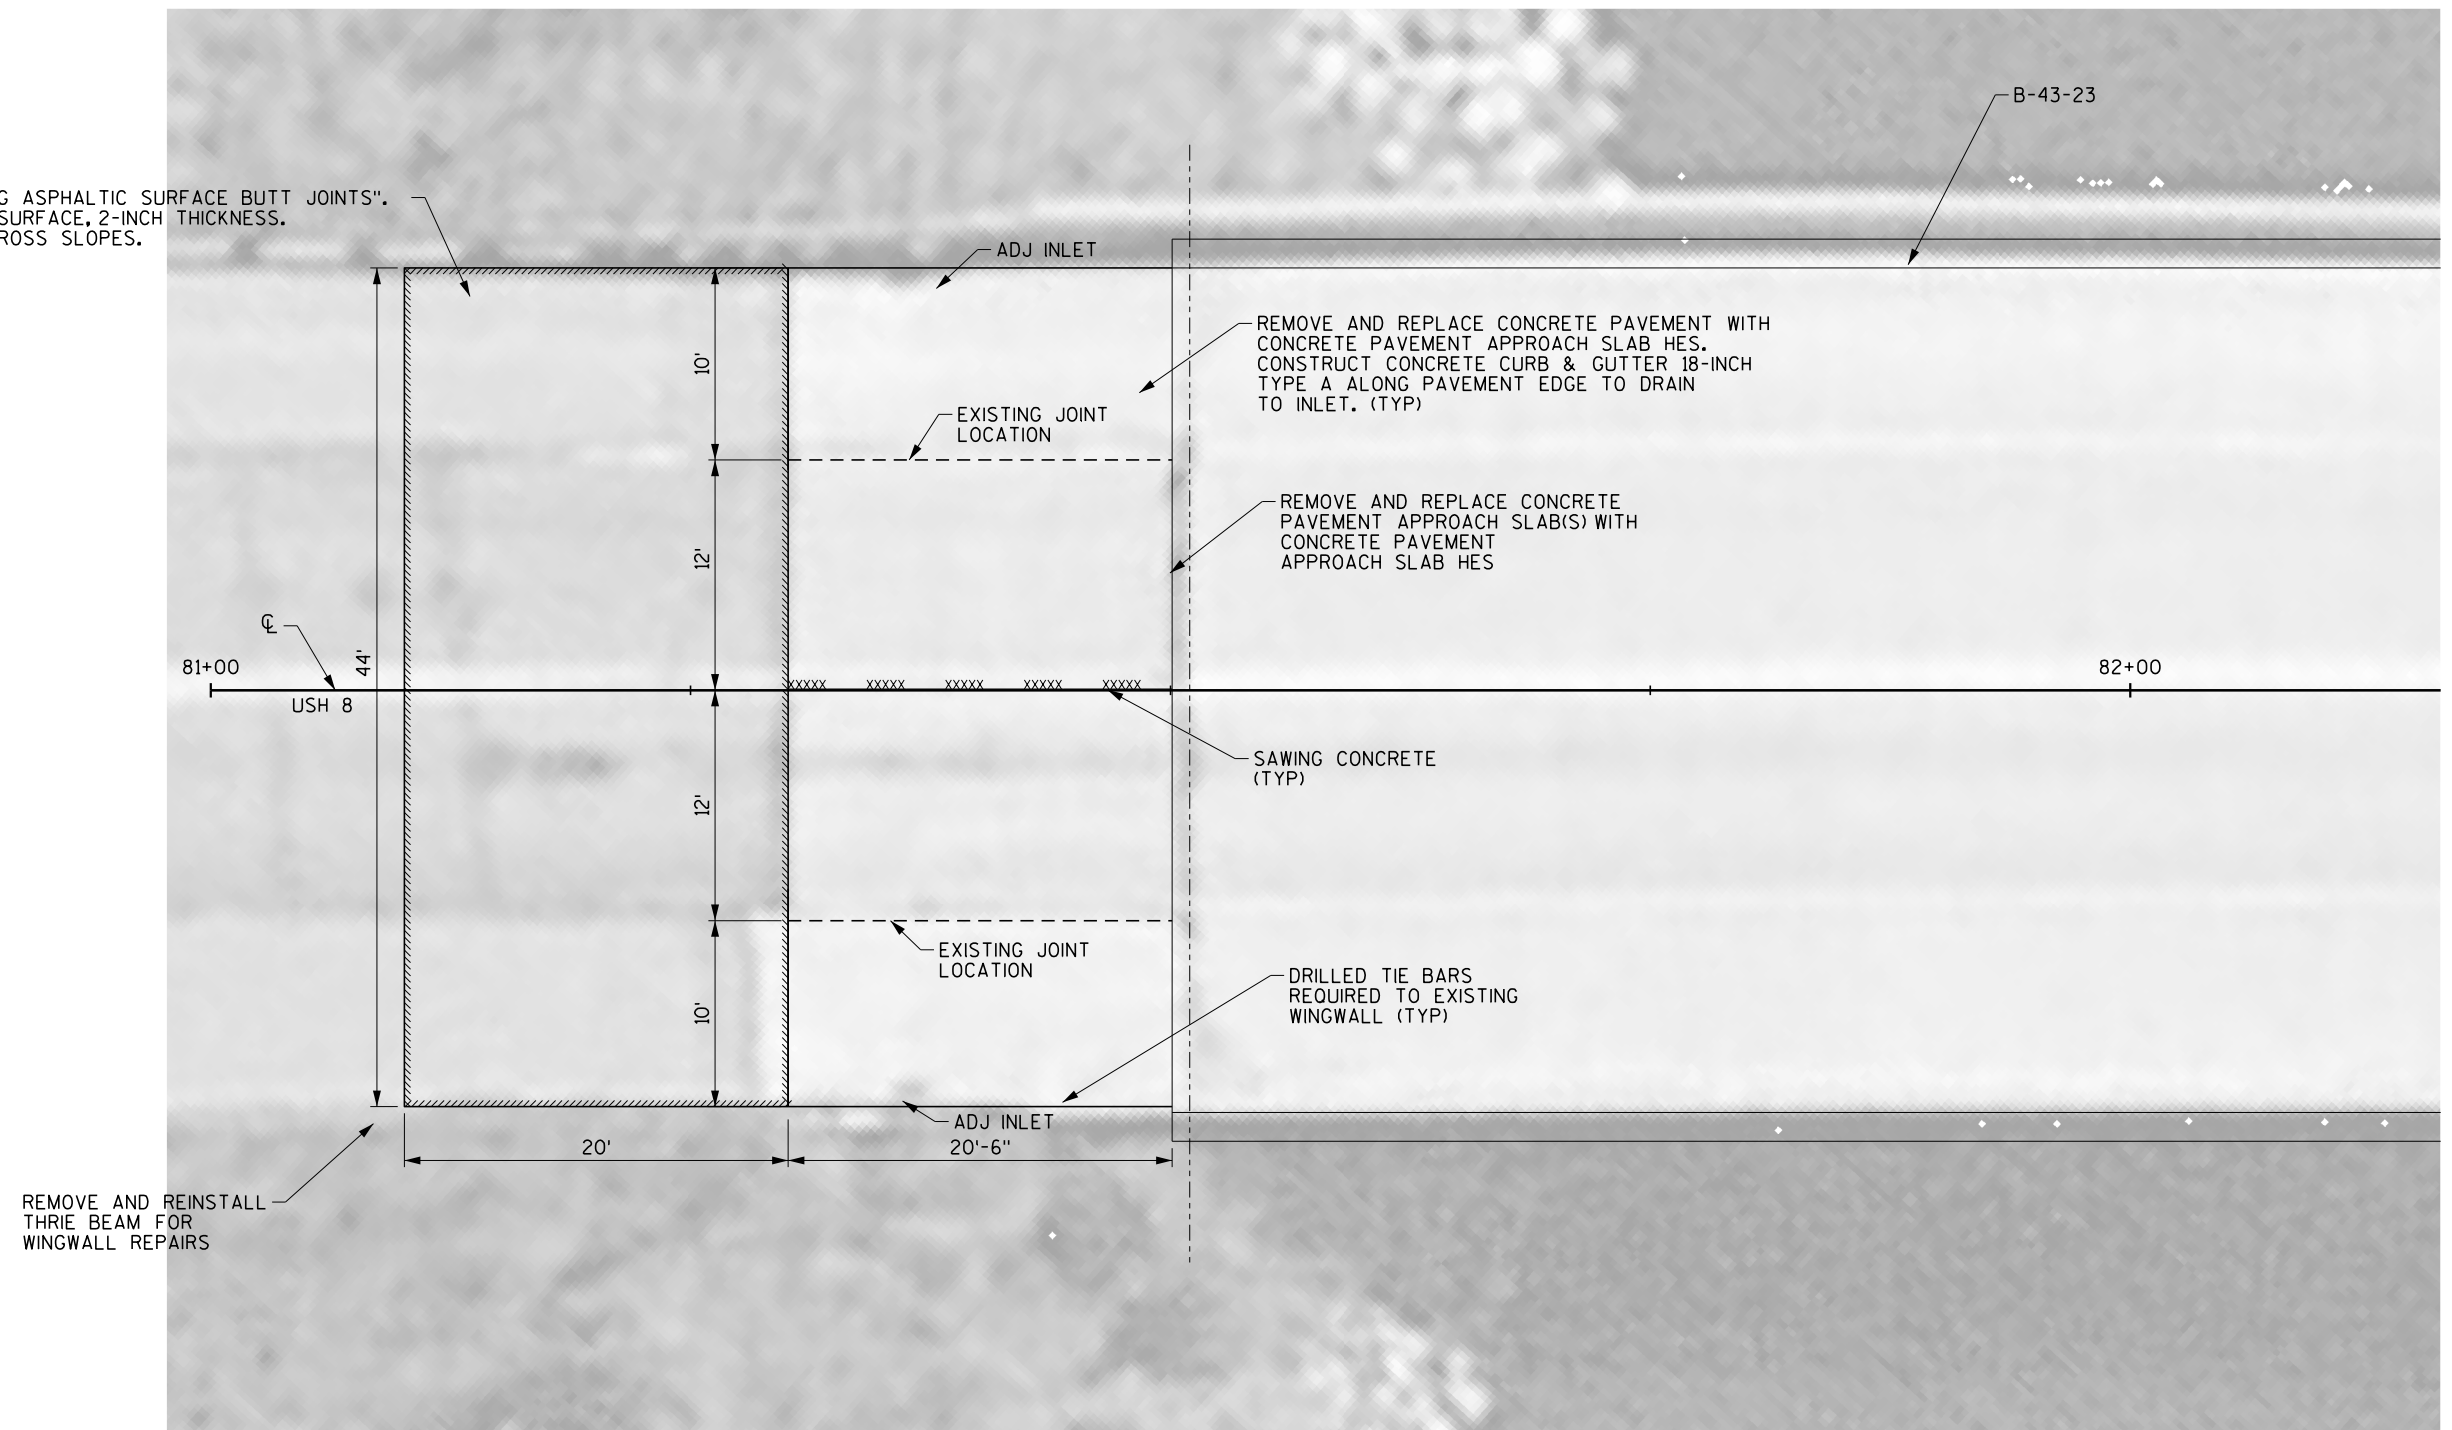 B-43-23
G ASPHALTIC SURFACE BUTT JOINTS".
SURFACE, 2-INCH THICKNESS.
ROSS SLOPES.
ADJ INLET
REMOVE AND REPLACE CONCRETE PAVEMENT WITH
CONCRETE PAVEMENT APPROACH SLAB HES.
CONSTRUCT CONCRETE CURB & GUTTER 18-INCH
TYPE A ALONG PAVEMENT EDGE TO DRAIN
TO INLET. (TYP)
10'
EXISTING JOINT
LOCATION
REMOVE AND REPLACE CONCRETE
PAVEMENT APPROACH SLAB(S) WITH
CONCRETE PAVEMENT
APPROACH SLAB HES
12'
℄
44'
81+00
82+00
XXXXX XXXXX XXXXX XXXXX XXXXX
USH 8
SAWING CONCRETE
(TYP)
12'
EXISTING JOINT
LOCATION
DRILLED TIE BARS
REQUIRED TO EXISTING
WINGWALL (TYP)
10'
ADJ INLET
20'
20'-6"
REMOVE AND REINSTALL
THRIE BEAM FOR
WINGWALL REPAIRS